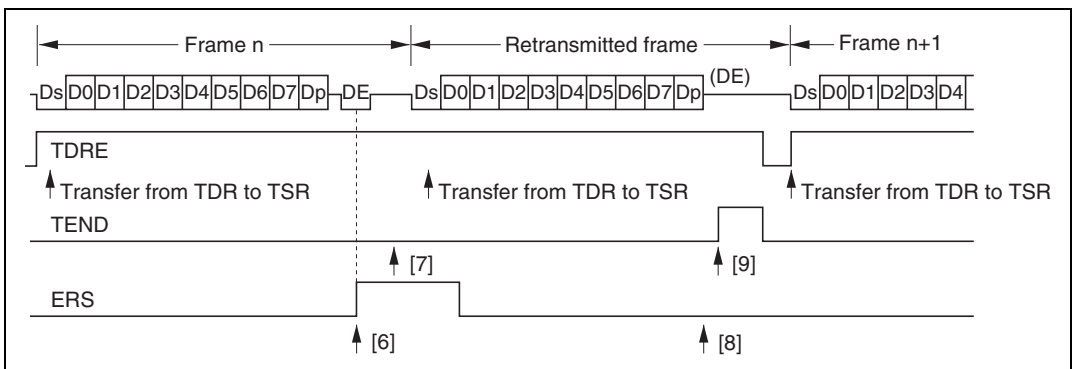 Frame n Retransmitted frame Frame n+1
(DE)
Ds D0 D1 D2 D3 D4 D5 D6 D7 Dp DE Ds D0 D1 D2 D3 D4 D5 D6 D7 Dp Ds D0 D1 D2 D3 D4
TDRE
Transfer from TDR to TSR Transfer from TDR to TSR Transfer from TDR to TSR
TEND
[7] [9]
ERS
[6] [8]